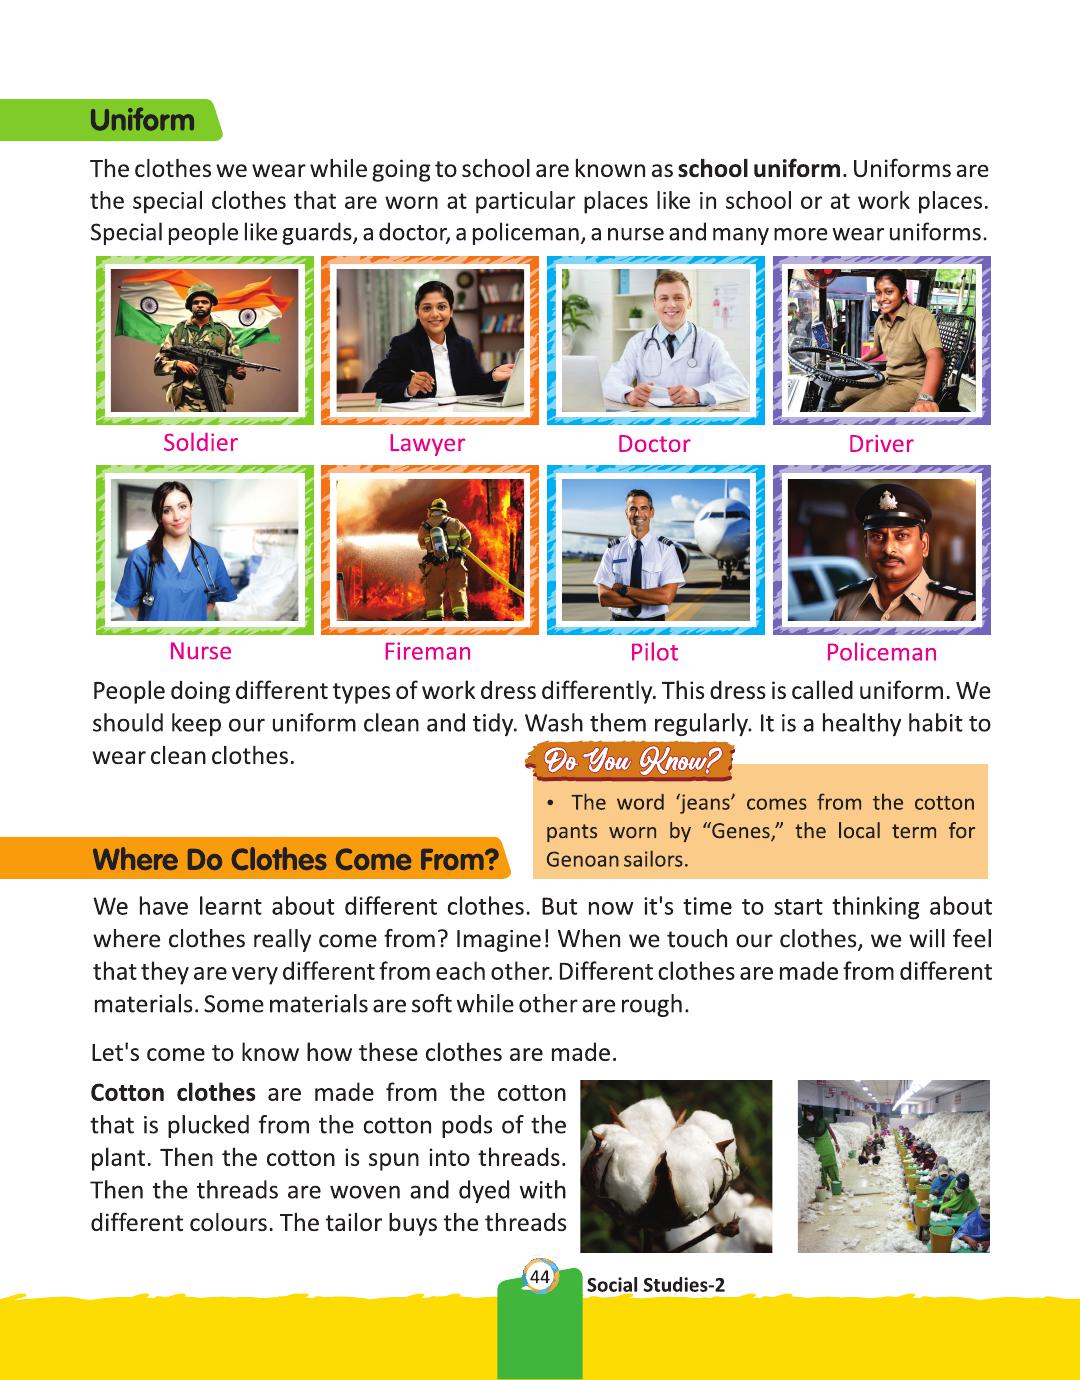 Uniform
The clothes we wear while going to school are known as school uniform. Uniforms are
the special clothes that are worn at particular places like in school or at work places.
Special people like guards, a doctor, a policeman, a nurse and many more wear uniforms.
Soldier
Lawyer
Doctor
Driver
Nurse
Fireman
Pilot
Policeman
People doing different types of work dress differently. This dress is called uniform. We
should keep our uniform clean and tidy. Wash them regularly. It is a healthy habit to
wear clean clothes.
Do You Know?
• The word ‘jeans’ comes from the cotton
pants worn by “Genes,” the local term for
Genoan sailors.
Where Do Clothes Come From?
We have learnt about different clothes. But now it's time to start thinking about
where clothes really come from? Imagine! When we touch our clothes, we will feel
that they are very different from each other. Different clothes are made from different
materials. Some materials are soft while other are rough.
Let's come to know how these clothes are made.
Cotton clothes are made from the cotton
that is plucked from the cotton pods of the
plant. Then the cotton is spun into threads.
Then the threads are woven and dyed with
different colours. The tailor buys the threads
44
Social Studies-2